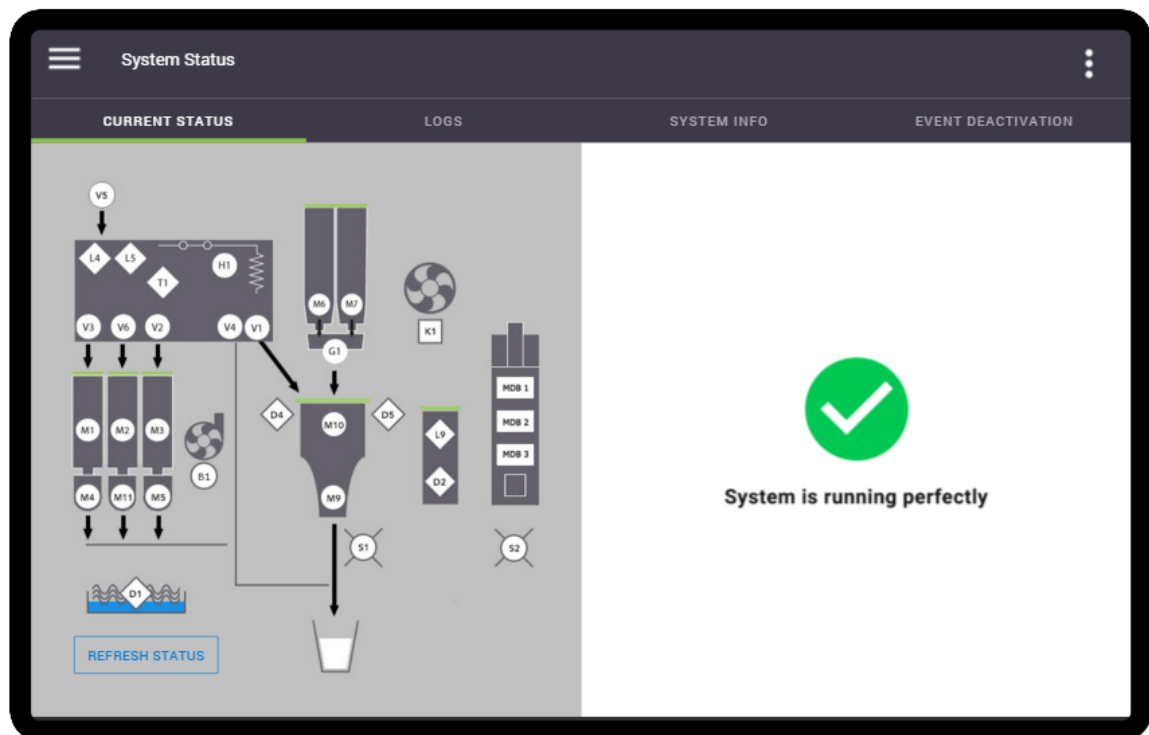 System Status
CURRENT STATUS
LOGS
SYSTEM INFO
EVENT DEACTIVATION
V5
L4
L5
T1
H1
V3
V6
V2
V4
V1
M6
M7
G1
K1
M1
M2
M3
B1
M4
M11
M5
D4
M10
D5
M9
L9
D2
MDB 1
MDB 2
MDB 3
S1
S2
D1
REFRESH STATUS
System is running perfectly